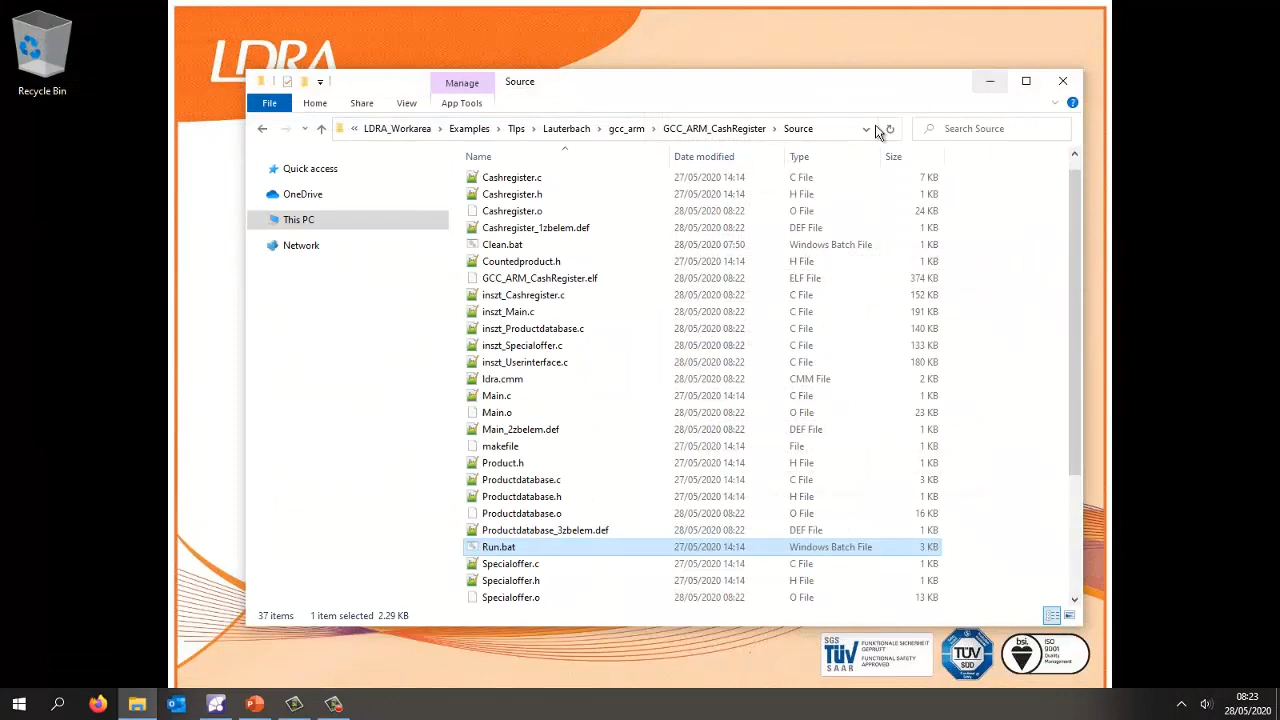 LDRA
Recycle Bin
Manage
Source
File
Home
Share
View
App Tools
« LDRA_Workarea › Examples › TIps › Lauterbach › gcc_arm › GCC_ARM_CashRegister › Source
Search Source
Quick access
OneDrive
This PC
Network
Name Date modified Type Size
Cashregister.c 27/05/2020 14:14 C File 7 KB
Cashregister.h 27/05/2020 14:14 H File 1 KB
Cashregister.o 28/05/2020 08:22 O File 24 KB
Cashregister_1zbelem.def 28/05/2020 08:22 DEF File 1 KB
Clean.bat 28/05/2020 07:50 Windows Batch File 1 KB
Countedproduct.h 27/05/2020 14:14 H File 1 KB
GCC_ARM_CashRegister.elf 28/05/2020 08:22 ELF File 374 KB
inszt_Cashregister.c 28/05/2020 08:22 C File 152 KB
inszt_Main.c 28/05/2020 08:22 C File 191 KB
inszt_Productdatabase.c 28/05/2020 08:22 C File 140 KB
inszt_Specialoffer.c 28/05/2020 08:22 C File 133 KB
inszt_Userinterface.c 28/05/2020 08:22 C File 180 KB
ldra.cmm 28/05/2020 08:22 CMM File 2 KB
Main.c 27/05/2020 14:14 C File 1 KB
Main.o 28/05/2020 08:22 O File 23 KB
Main_2zbelem.def 28/05/2020 08:22 DEF File 1 KB
makefile 27/05/2020 14:14 File 1 KB
Product.h 27/05/2020 14:14 H File 1 KB
Productdatabase.c 27/05/2020 14:14 C File 3 KB
Productdatabase.h 27/05/2020 14:14 H File 1 KB
Productdatabase.o 28/05/2020 08:22 O File 16 KB
Productdatabase_3zbelem.def 28/05/2020 08:22 DEF File 1 KB
Run.bat 27/05/2020 14:14 Windows Batch File 3 KB
Specialoffer.c 27/05/2020 14:14 C File 1 KB
Specialoffer.h 27/05/2020 14:14 H File 1 KB
Specialoffer.o 28/05/2020 08:22 O File 13 KB
37 items 1 item selected 2.29 KB
SGS
TÜV
SAAR
FUNKTIONALE SICHERHEIT
GEPRÜFT
FUNCTIONAL SAFETY
APPROVED
TÜV
SÜD
bsi.
ISO
9001
Quality
Management
08:23
28/05/2020